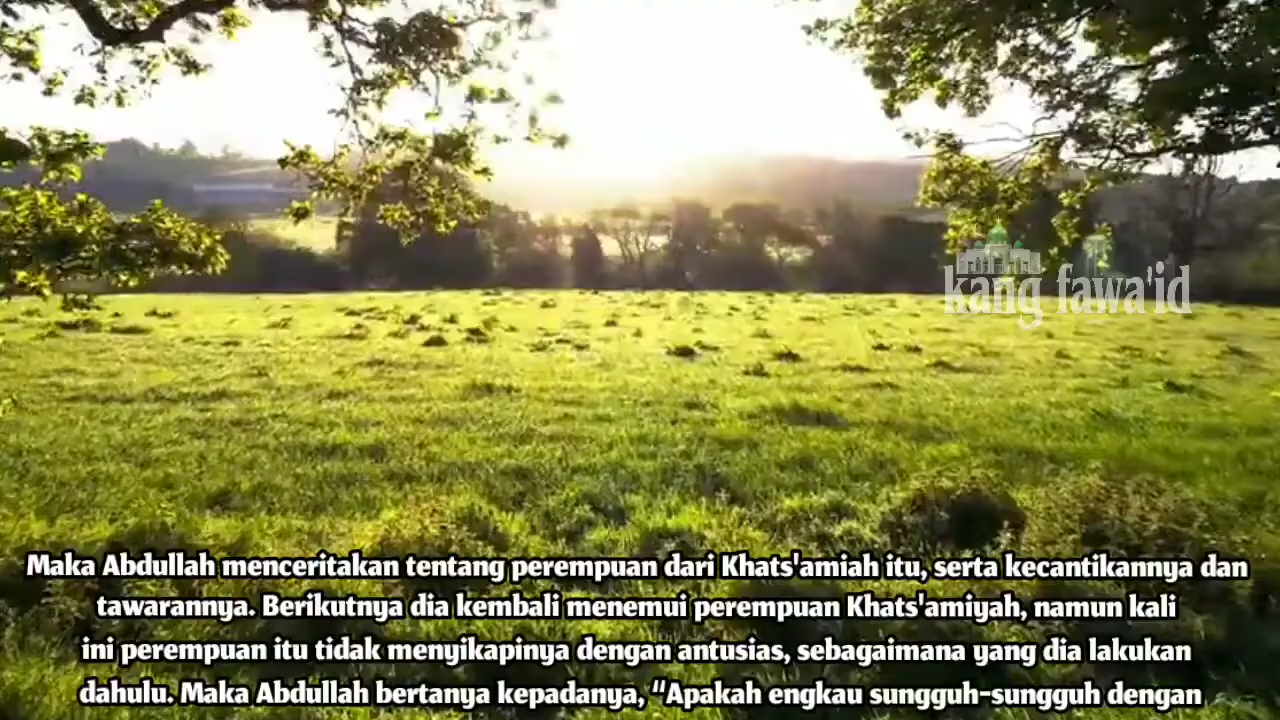 kang fawa'id
Maka Abdullah menceritakan tentang perempuan dari Khats'amiah itu, serta kecantikannya dan
tawarannya. Berikutnya dia kembali menemui perempuan Khats'amiyah, namun kali
ini perempuan itu tidak menyikapinya dengan antusias, sebagaimana yang dia lakukan
dahulu. Maka Abdullah bertanya kepadanya, "Apakah engkau sungguh-sungguh dengan